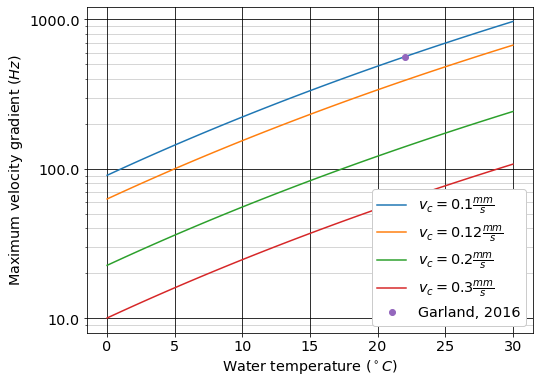 1000.0
100.0
10.0
Maximum velocity gradient (Hz)
0 5 10 15 20 25 30
Water temperature (°C)
v_c = 0.1 mm/s
v_c = 0.12 mm/s
v_c = 0.2 mm/s
v_c = 0.3 mm/s
Garland, 2016